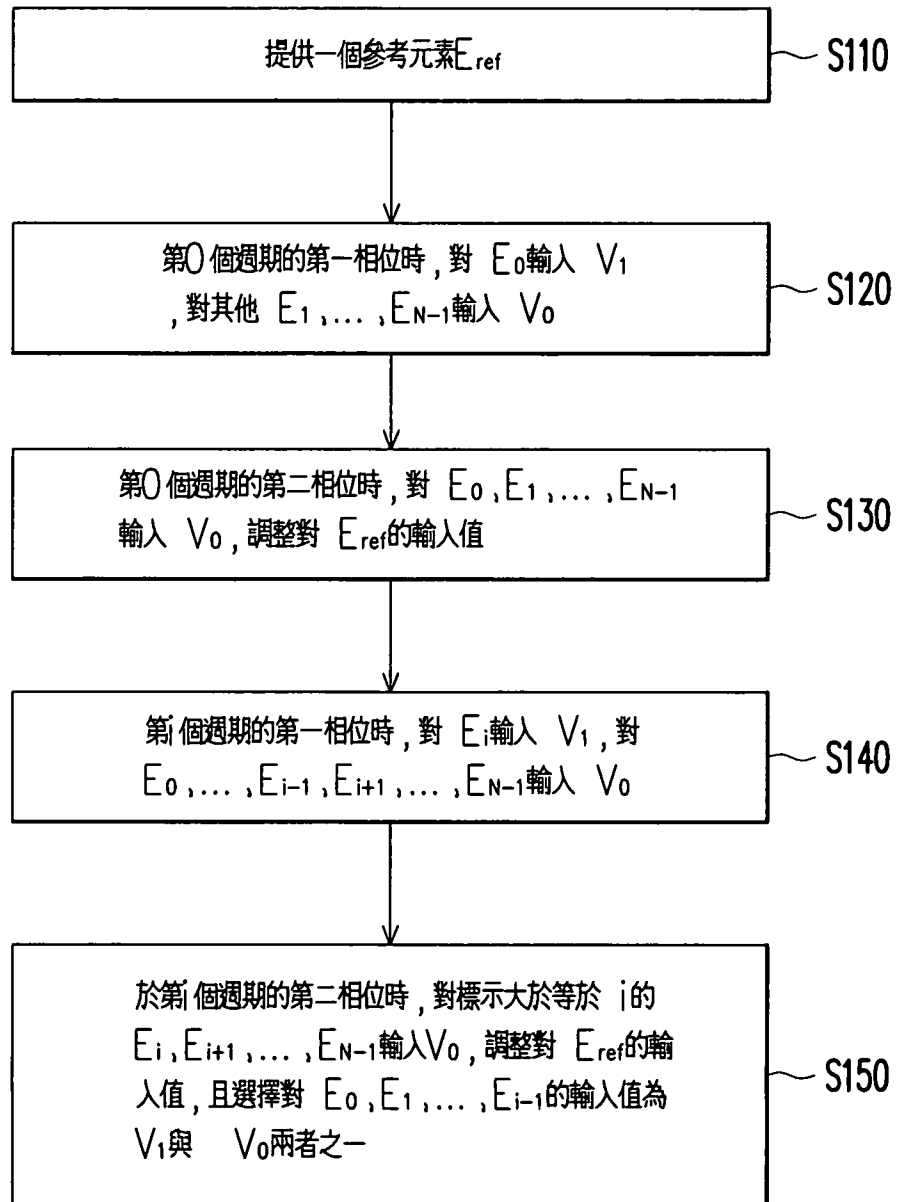 提供一個參考元素Eref
S110
第0個週期的第一相位時,對 E0輸入 V1
,對其他 E1,...,EN-1輸入 V0
S120
第0個週期的第二相位時,對 E0,E1,...,EN-1
輸入 V0,調整對 Eref的輸入值
S130
第i個週期的第一相位時,對 Ei輸入 V1,對
E0,...,Ei-1,Ei+1,...,EN-1輸入 V0
S140
於第i個週期的第二相位時,對標示大於等於 i的
Ei,Ei+1,...,EN-1輸入V0,調整對 Eref的輸
入值,且選擇對 E0,E1,...,Ei-1的輸入值為
V1與 V0兩者之一
S150